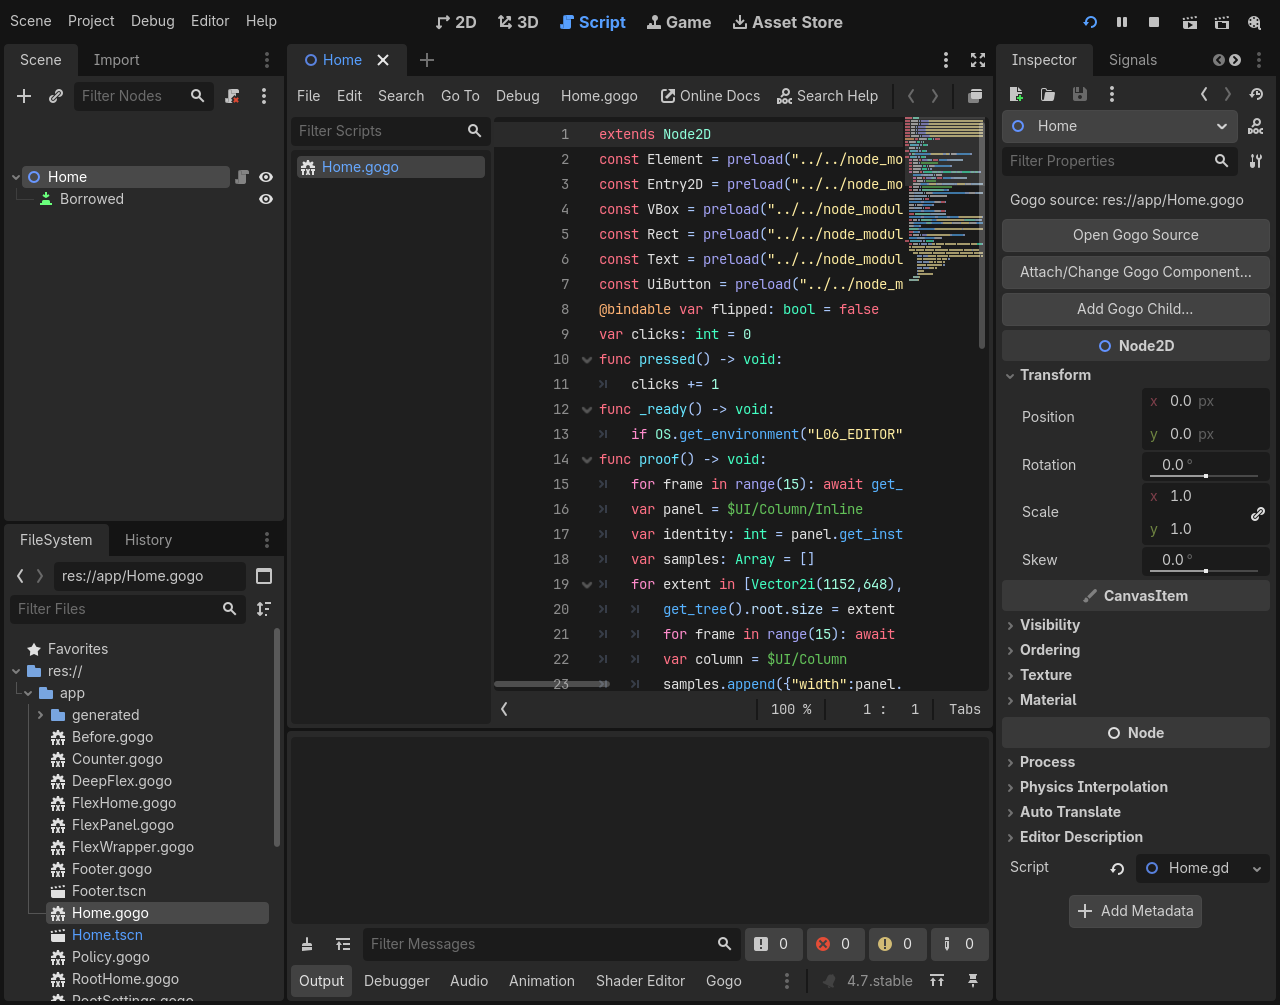 Scene Project Debug Editor Help
2D 3D Script Game Asset Store
Scene Import
Filter Nodes
Home
Borrowed
FileSystem History
res://app/Home.gogo
Filter Files
Favorites
res://
app
generated
Before.gogo
Counter.gogo
DeepFlex.gogo
FlexHome.gogo
FlexPanel.gogo
FlexWrapper.gogo
Footer.gogo
Footer.tscn
Home.gogo
Home.tscn
Policy.gogo
RootHome.gogo
RootSettings.gogo
Home
File Edit Search Go To Debug Home.gogo Online Docs Search Help
Filter Scripts
Home.gogo
1 extends Node2D
2 const Element = preload("../../node_mo
3 const Entry2D = preload("../../node_mo
4 const VBox = preload("../../node_modul
5 const Rect = preload("../../node_modul
6 const Text = preload("../../node_modul
7 const UiButton = preload("../../node_m
8 @bindable var flipped: bool = false
9 var clicks: int = 0
10 func pressed() -> void:
11 clicks += 1
12 func _ready() -> void:
13 if OS.get_environment("L06_EDITOR"
14 func proof() -> void:
15 for frame in range(15): await get_
16 var panel = $UI/Column/Inline
17 var identity: int = panel.get_inst
18 var samples: Array = []
19 for extent in [Vector2i(1152,648),
20 get_tree().root.size = extent
21 for frame in range(15): await
22 var column = $UI/Column
23 samples.append({"width":panel.
100 % 1 : 1 Tabs
Filter Messages 0 0 0 0
Output Debugger Audio Animation Shader Editor Gogo 4.7.stable
Inspector Signals
Home
Filter Properties
Gogo source: res://app/Home.gogo
Open Gogo Source
Attach/Change Gogo Component...
Add Gogo Child...
Node2D
Transform
Position x 0.0 px
y 0.0 px
Rotation 0.0 °
Scale x 1.0
y 1.0
Skew 0.0 °
CanvasItem
Visibility
Ordering
Texture
Material
Node
Process
Physics Interpolation
Auto Translate
Editor Description
Script Home.gd
Add Metadata